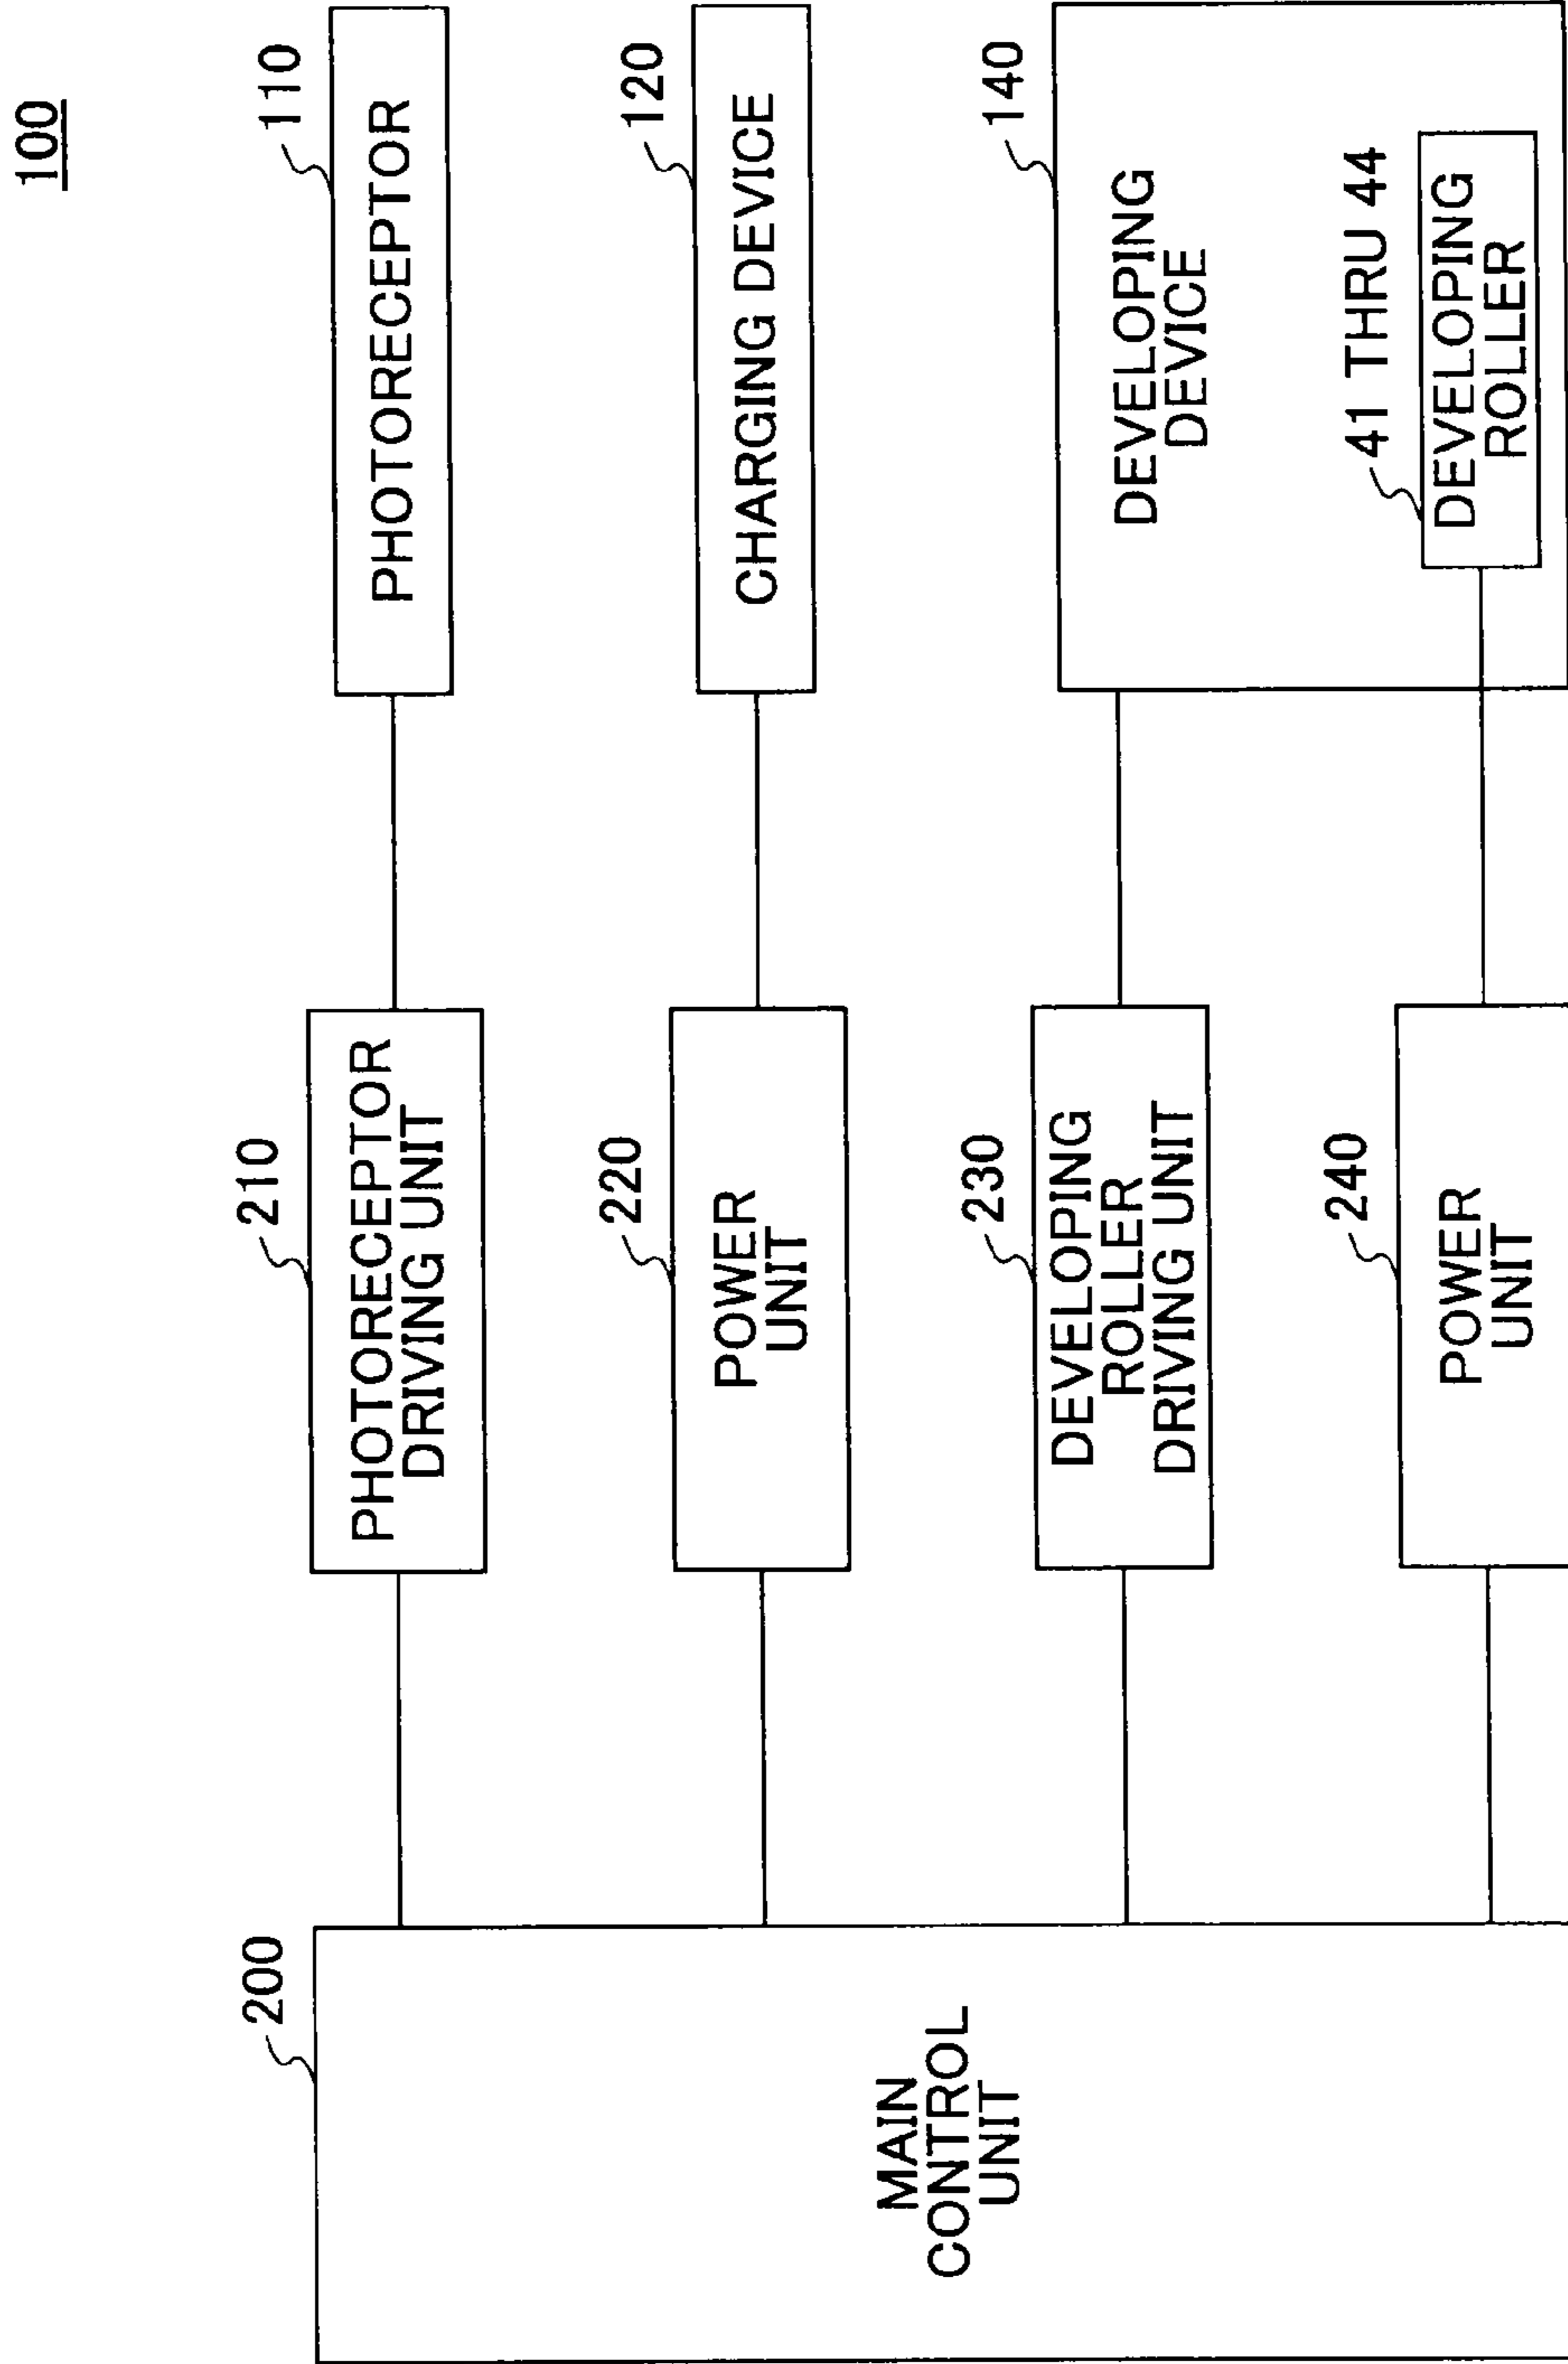 100
200
MAIN
CONTROL
UNIT
210
PHOTORECEPTOR
DRIVING UNIT
110
PHOTORECEPTOR
220
POWER
UNIT
120
CHARGING DEVICE
230
DEVELOPING
ROLLER
DRIVING UNIT
140
DEVELOPING
DEVICE
240
POWER
UNIT
41 THRU 44
DEVELOPING
ROLLER